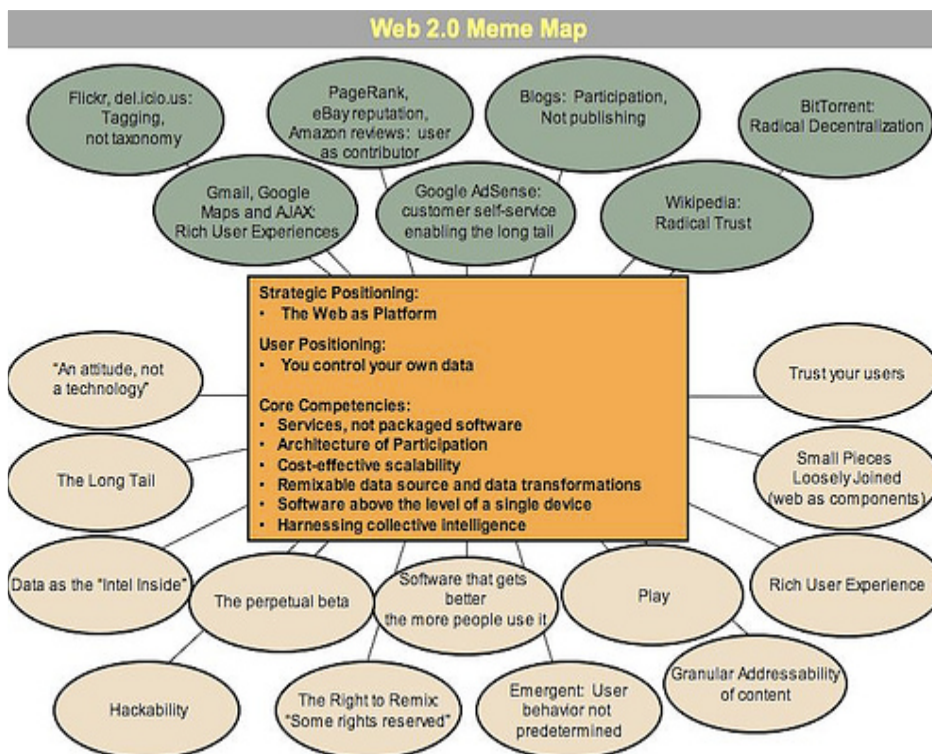 Web 2.0 Meme Map
Flickr, del.icio.us:
Tagging,
not taxonomy
PageRank,
eBay reputation,
Amazon reviews: user
as contributor
Blogs: Participation,
Not publishing
BitTorrent:
Radical Decentralization
Gmail, Google
Maps and AJAX:
Rich User Experiences
Google AdSense:
customer self-service
enabling the long tail
Wikipedia:
Radical Trust
Strategic Positioning:
• The Web as Platform
User Positioning:
• You control your own data
Core Competencies:
• Services, not packaged software
• Architecture of Participation
• Cost-effective scalability
• Remixable data source and data transformations
• Software above the level of a single device
• Harnessing collective intelligence
"An attitude, not
a technology"
Trust your users
The Long Tail
Small Pieces
Loosely Joined
(web as components)
Data as the "Intel Inside"
The perpetual beta
Software that gets
better
the more people use it
Play
Rich User Experience
Hackability
The Right to Remix:
"Some rights reserved"
Emergent: User
behavior not
predetermined
Granular Addressability
of content